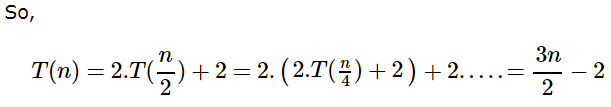 So,
T(n) = 2.T(n/2) + 2 = 2. (2.T(n/4) + 2) + 2. . . . . = 3n/2 − 2